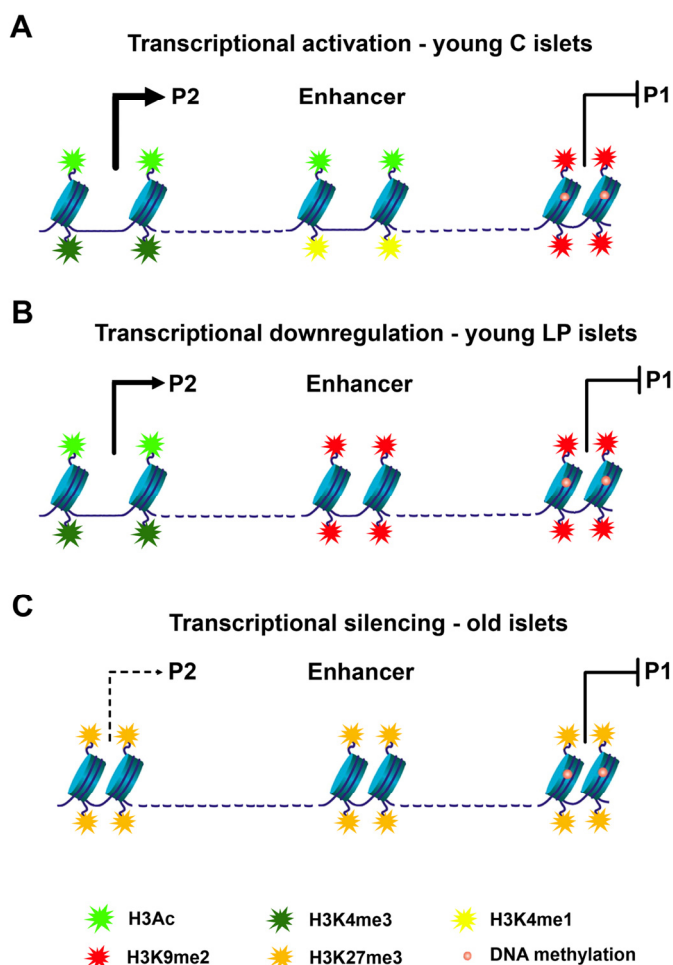 A
Transcriptional activation - young C islets
P2 Enhancer P1
B
Transcriptional downregulation - young LP islets
P2 Enhancer P1
C
Transcriptional silencing - old islets
P2 Enhancer P1
H3Ac H3K4me3 H3K4me1
H3K9me2 H3K27me3 DNA methylation